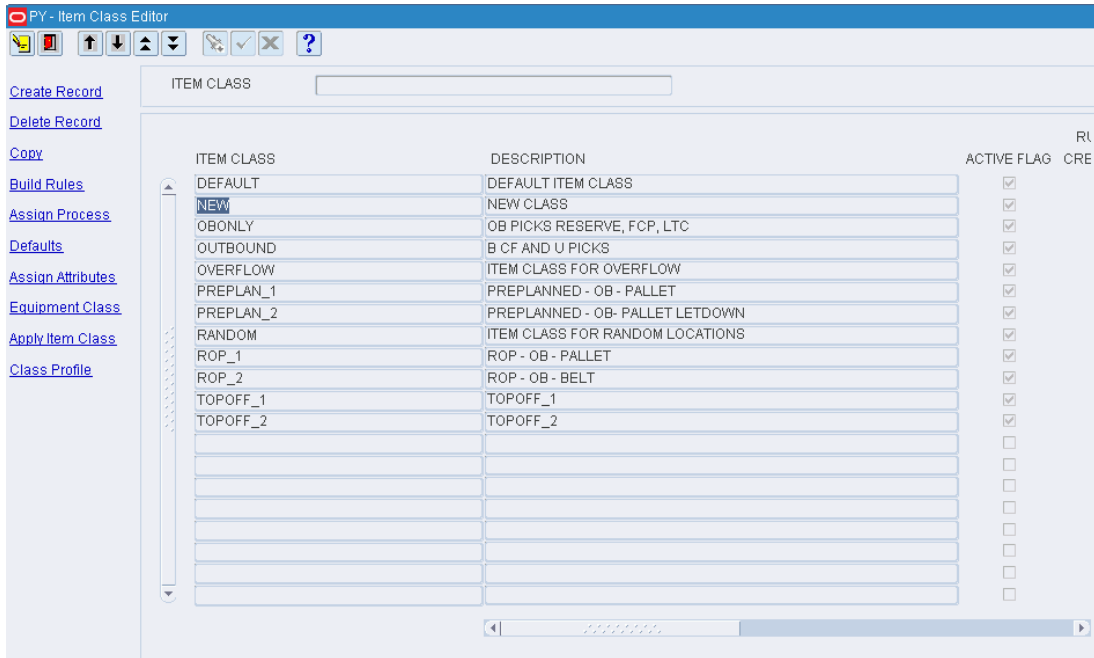 PY - Item Class Editor
ITEM CLASS
Create Record
Delete Record
Copy
Build Rules
Assign Process
Defaults
Assign Attributes
Equipment Class
Apply Item Class
Class Profile
RU
ITEM CLASS DESCRIPTION ACTIVE FLAG CRE
DEFAULT DEFAULT ITEM CLASS
NEW NEW CLASS
OBONLY OB PICKS RESERVE, FCP, LTC
OUTBOUND B CF AND U PICKS
OVERFLOW ITEM CLASS FOR OVERFLOW
PREPLAN_1 PREPLANNED - OB - PALLET
PREPLAN_2 PREPLANNED - OB- PALLET LETDOWN
RANDOM ITEM CLASS FOR RANDOM LOCATIONS
ROP_1 ROP - OB - PALLET
ROP_2 ROP - OB - BELT
TOPOFF_1 TOPOFF_1
TOPOFF_2 TOPOFF_2